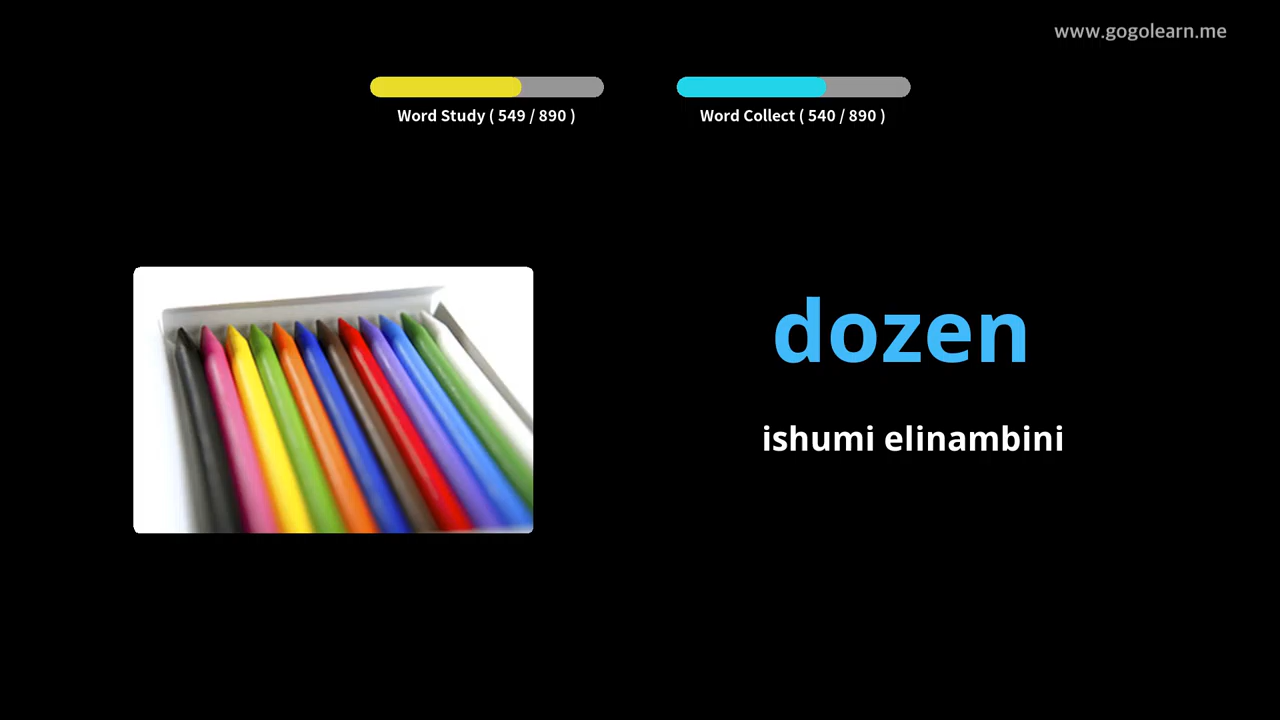 www.gogolearn.me
Word Study ( 549 / 890 )
Word Collect ( 540 / 890 )
dozen
ishumi elinambini